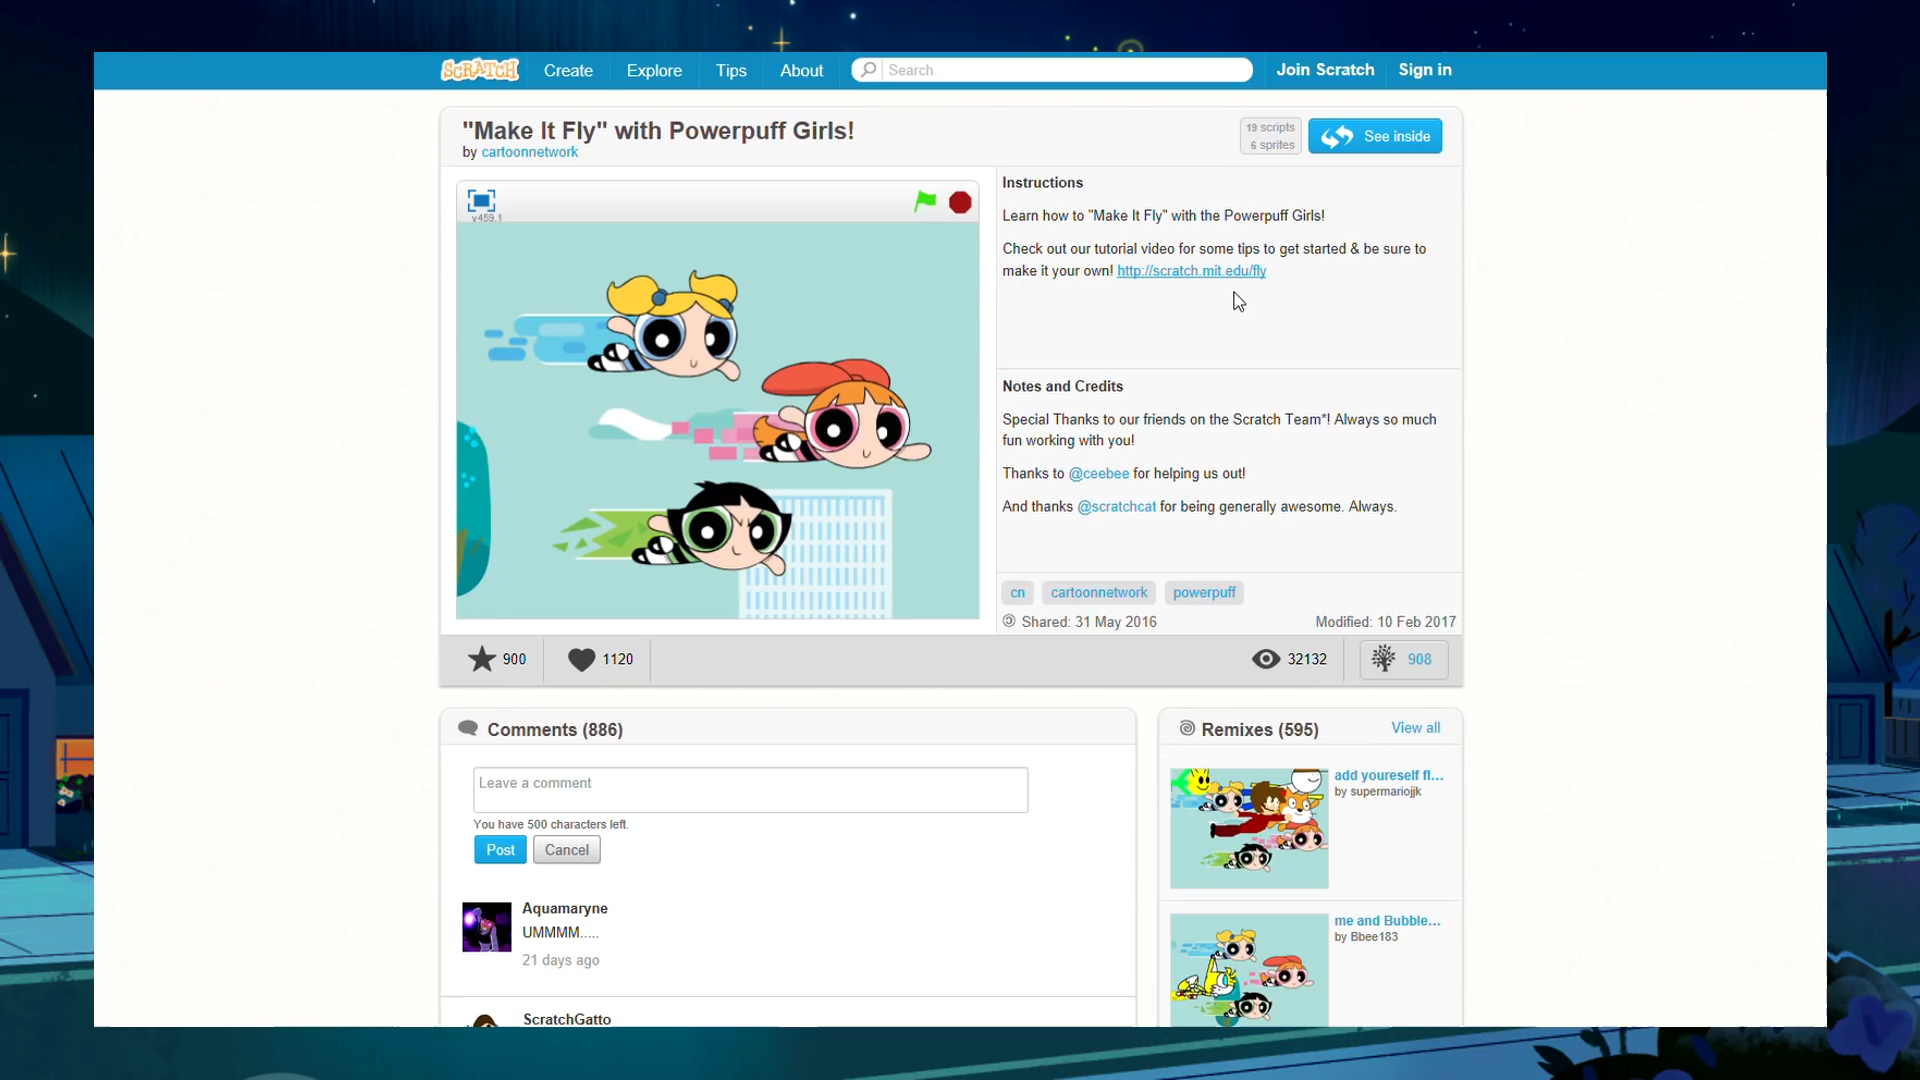 SCRATCH
Create
Explore
Tips
About
Search
Join Scratch
Sign in
"Make It Fly" with Powerpuff Girls!
by cartoonnetwork
19 scripts
6 sprites
See inside
v459.1
Instructions
Learn how to "Make It Fly" with the Powerpuff Girls!
Check out our tutorial video for some tips to get started & be sure to
make it your own! http://scratch.mit.edu/fly
Notes and Credits
Special Thanks to our friends on the Scratch Team*! Always so much
fun working with you!
Thanks to @ceebee for helping us out!
And thanks @scratchcat for being generally awesome. Always.
cn
cartoonnetwork
powerpuff
Shared: 31 May 2016
Modified: 10 Feb 2017
900
1120
32132
908
Comments (886)
Leave a comment
You have 500 characters left.
Post
Cancel
Aquamaryne
UMMMM.....
21 days ago
ScratchGatto
Remixes (595)
View all
add youreself fl...
by supermariojjk
me and Bubble...
by Bbee183